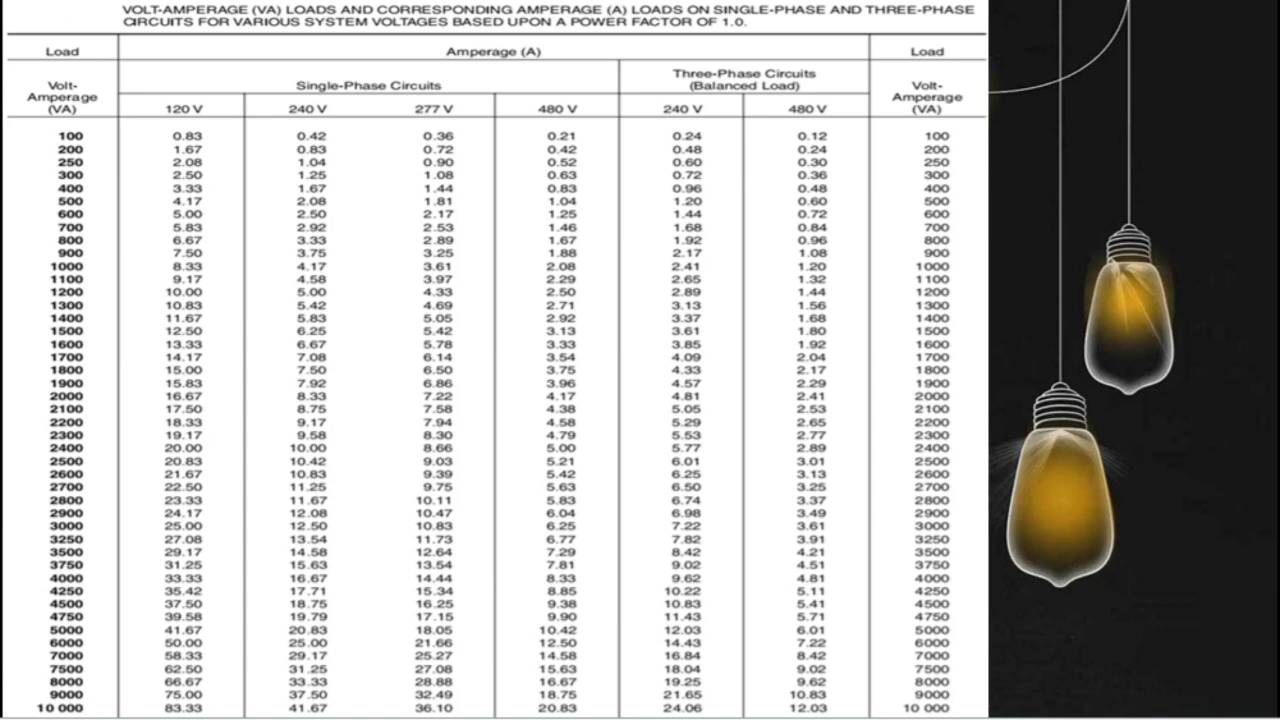 VOLT-AMPERAGE (VA) LOADS AND CORRESPONDING AMPERAGE (A) LOADS ON SINGLE-PHASE AND THREE-PHASE
CIRCUITS FOR VARIOUS SYSTEM VOLTAGES BASED UPON A POWER FACTOR OF 1.0.
Load Amperage (A) Load
Three-Phase Circuits
Volt- Single-Phase Circuits (Balanced Load) Volt-
Amperage Amperage
(VA) 120 V 240 V 277 V 480 V 240 V 480 V (VA)
100 0.83 0.42 0.36 0.21 0.24 0.12 100
200 1.67 0.83 0.72 0.42 0.48 0.24 200
250 2.08 1.04 0.90 0.52 0.60 0.30 250
300 2.50 1.25 1.08 0.63 0.72 0.36 300
400 3.33 1.67 1.44 0.83 0.96 0.48 400
500 4.17 2.08 1.81 1.04 1.20 0.60 500
600 5.00 2.50 2.17 1.25 1.44 0.72 600
700 5.83 2.92 2.53 1.46 1.68 0.84 700
800 6.67 3.33 2.89 1.67 1.92 0.96 800
900 7.50 3.75 3.25 1.88 2.17 1.08 900
1000 8.33 4.17 3.61 2.08 2.41 1.20 1000
1100 9.17 4.58 3.97 2.29 2.65 1.32 1100
1200 10.00 5.00 4.33 2.50 2.89 1.44 1200
1300 10.83 5.42 4.69 2.71 3.13 1.56 1300
1400 11.67 5.83 5.05 2.92 3.37 1.68 1400
1500 12.50 6.25 5.42 3.13 3.61 1.80 1500
1600 13.33 6.67 5.78 3.33 3.85 1.92 1600
1700 14.17 7.08 6.14 3.54 4.09 2.04 1700
1800 15.00 7.50 6.50 3.75 4.33 2.17 1800
1900 15.83 7.92 6.86 3.96 4.57 2.29 1900
2000 16.67 8.33 7.22 4.17 4.81 2.41 2000
2100 17.50 8.75 7.58 4.38 5.05 2.53 2100
2200 18.33 9.17 7.94 4.58 5.29 2.65 2200
2300 19.17 9.58 8.30 4.79 5.53 2.77 2300
2400 20.00 10.00 8.66 5.00 5.77 2.89 2400
2500 20.83 10.42 9.03 5.21 6.01 3.01 2500
2600 21.67 10.83 9.39 5.42 6.25 3.13 2600
2700 22.50 11.25 9.75 5.63 6.50 3.25 2700
2800 23.33 11.67 10.11 5.83 6.74 3.37 2800
2900 24.17 12.08 10.47 6.04 6.98 3.49 2900
3000 25.00 12.50 10.83 6.25 7.22 3.61 3000
3250 27.08 13.54 11.73 6.77 7.82 3.91 3250
3500 29.17 14.58 12.64 7.29 8.42 4.21 3500
3750 31.25 15.63 13.54 7.81 9.02 4.51 3750
4000 33.33 16.67 14.44 8.33 9.62 4.81 4000
4250 35.42 17.71 15.34 8.85 10.22 5.11 4250
4500 37.50 18.75 16.25 9.38 10.83 5.41 4500
4750 39.58 19.79 17.15 9.90 11.43 5.71 4750
5000 41.67 20.83 18.05 10.42 12.03 6.01 5000
6000 50.00 25.00 21.66 12.50 14.43 7.22 6000
7000 58.33 29.17 25.27 14.58 16.84 8.42 7000
7500 62.50 31.25 27.08 15.63 18.04 9.02 7500
8000 66.67 33.33 28.88 16.67 19.25 9.62 8000
9000 75.00 37.50 32.49 18.75 21.65 10.83 9000
10 000 83.33 41.67 36.10 20.83 24.06 12.03 10 000